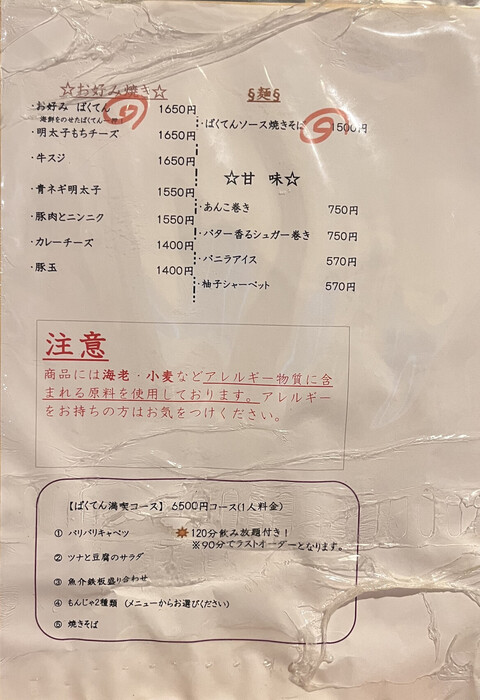 ☆お好み焼き☆
・お好み ばくてん 1650円
海鮮をのせたばくてん一押!
・明太子もちチーズ 1650円
・牛スジ 1650円
・青ネギ明太子 1550円
・豚肉とニンニク 1550円
・カレーチーズ 1400円
・豚玉 1400円
§麺§
・ばくてんソース焼きそば 1500円
☆甘 味☆
・あんこ巻き 750円
・バター香るシュガー巻き 750円
・バニラアイス 570円
・柚子シャーベット 570円
注意
商品には海老・小麦などアレルギー物質に含
まれる原料を使用しております。アレルギー
をお持ちの方はお気をつけください。
【ばくてん満喫コース】 6500円コース(1人料金)
① バリバリキャベツ
② ツナと豆腐のサラダ
③ 魚介鉄板盛り合わせ
④ もんじゃ2種類 (メニューからお選びください)
⑤ 焼きそば
120分飲み放題付き!
※90分でラストオーダーとなります。